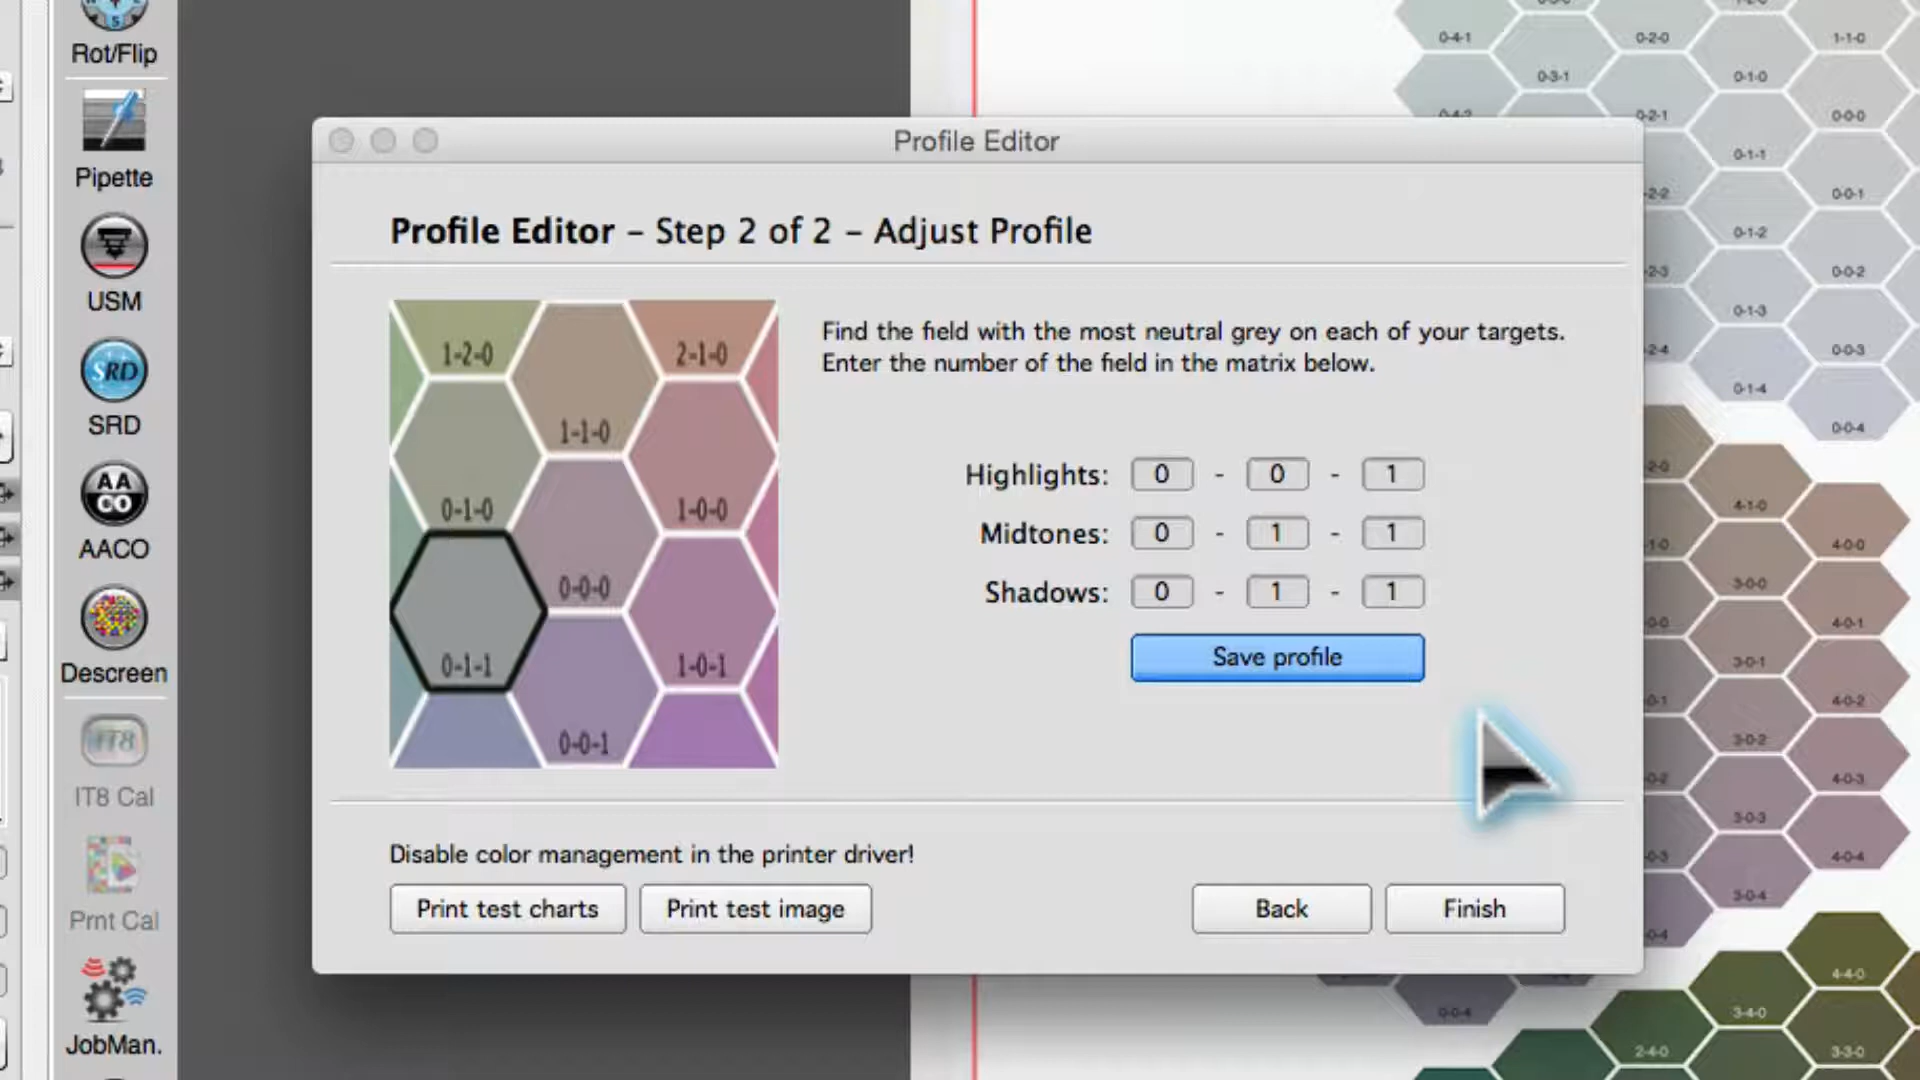 Rot/Flip
Pipette
USM
SRD
SRD
AA
CO
AACO
Descreen
IT8
IT8 Cal
Prnt Cal
JobMan.
Profile Editor
Profile Editor – Step 2 of 2 – Adjust Profile
1-2-0
2-1-0
1-1-0
0-1-0
1-0-0
0-0-0
0-1-1
1-0-1
0-0-1
Find the field with the most neutral grey on each of your targets.
Enter the number of the field in the matrix below.
Highlights: 0 - 0 - 1
Midtones: 0 - 1 - 1
Shadows: 0 - 1 - 1
Save profile
Disable color management in the printer driver!
Print test charts
Print test image
Back
Finish
0-4-1
0-2-0
1-1-0
0-3-1
0-1-0
0-2-1
0-0-0
0-1-1
0-0-1
0-1-2
0-0-2
0-1-3
0-0-3
0-1-4
0-0-4
4-1-0
4-0-0
3-0-0
4-0-1
3-0-1
4-0-2
3-0-2
4-0-3
3-0-3
4-0-4
3-0-4
0-0-4
4-4-0
3-4-0
2-4-0
3-3-0